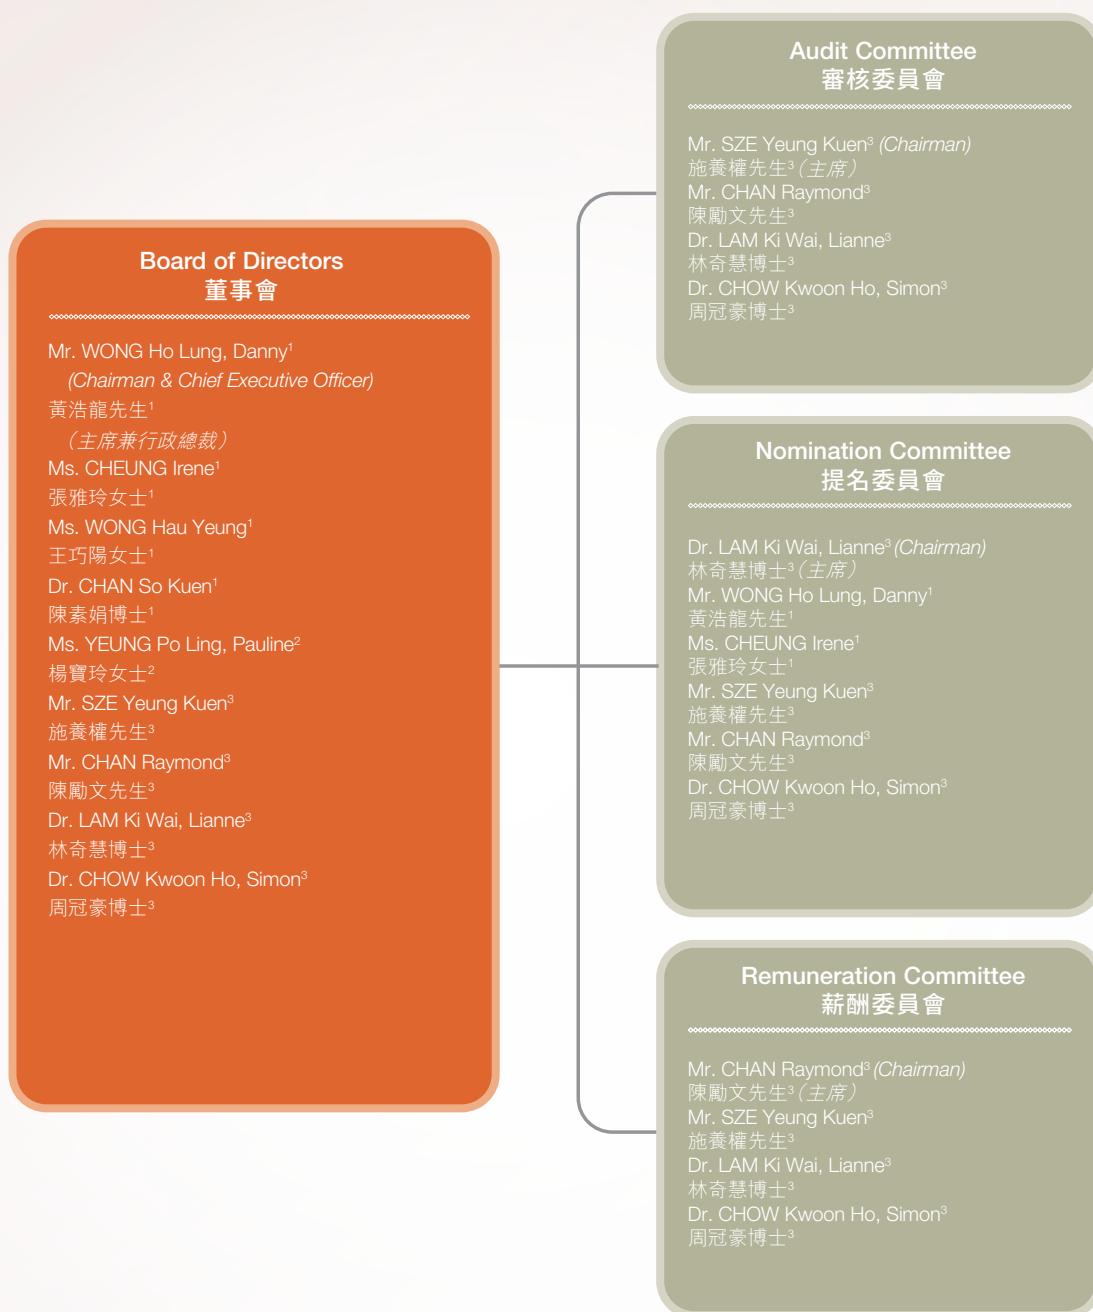 Board of Directors
董事會
Mr. WONG Ho Lung, Danny¹
(Chairman & Chief Executive Officer)
黃浩龍先生¹
（主席兼行政總裁）
Ms. CHEUNG Irene¹
張雅玲女士¹
Ms. WONG Hau Yeung¹
王巧陽女士¹
Dr. CHAN So Kuen¹
陳素娟博士¹
Ms. YEUNG Po Ling, Pauline²
楊寶玲女士²
Mr. SZE Yeung Kuen³
施養權先生³
Mr. CHAN Raymond³
陳勵文先生³
Dr. LAM Ki Wai, Lianne³
林奇慧博士³
Dr. CHOW Kwoon Ho, Simon³
周冠豪博士³
Audit Committee
審核委員會
Mr. SZE Yeung Kuen³ (Chairman)
施養權先生³（主席）
Mr. CHAN Raymond³
陳勵文先生³
Dr. LAM Ki Wai, Lianne³
林奇慧博士³
Dr. CHOW Kwoon Ho, Simon³
周冠豪博士³
Nomination Committee
提名委員會
Dr. LAM Ki Wai, Lianne³ (Chairman)
林奇慧博士³（主席）
Mr. WONG Ho Lung, Danny¹
黃浩龍先生¹
Ms. CHEUNG Irene¹
張雅玲女士¹
Mr. SZE Yeung Kuen³
施養權先生³
Mr. CHAN Raymond³
陳勵文先生³
Dr. CHOW Kwoon Ho, Simon³
周冠豪博士³
Remuneration Committee
薪酬委員會
Mr. CHAN Raymond³ (Chairman)
陳勵文先生³（主席）
Mr. SZE Yeung Kuen³
施養權先生³
Dr. LAM Ki Wai, Lianne³
林奇慧博士³
Dr. CHOW Kwoon Ho, Simon³
周冠豪博士³